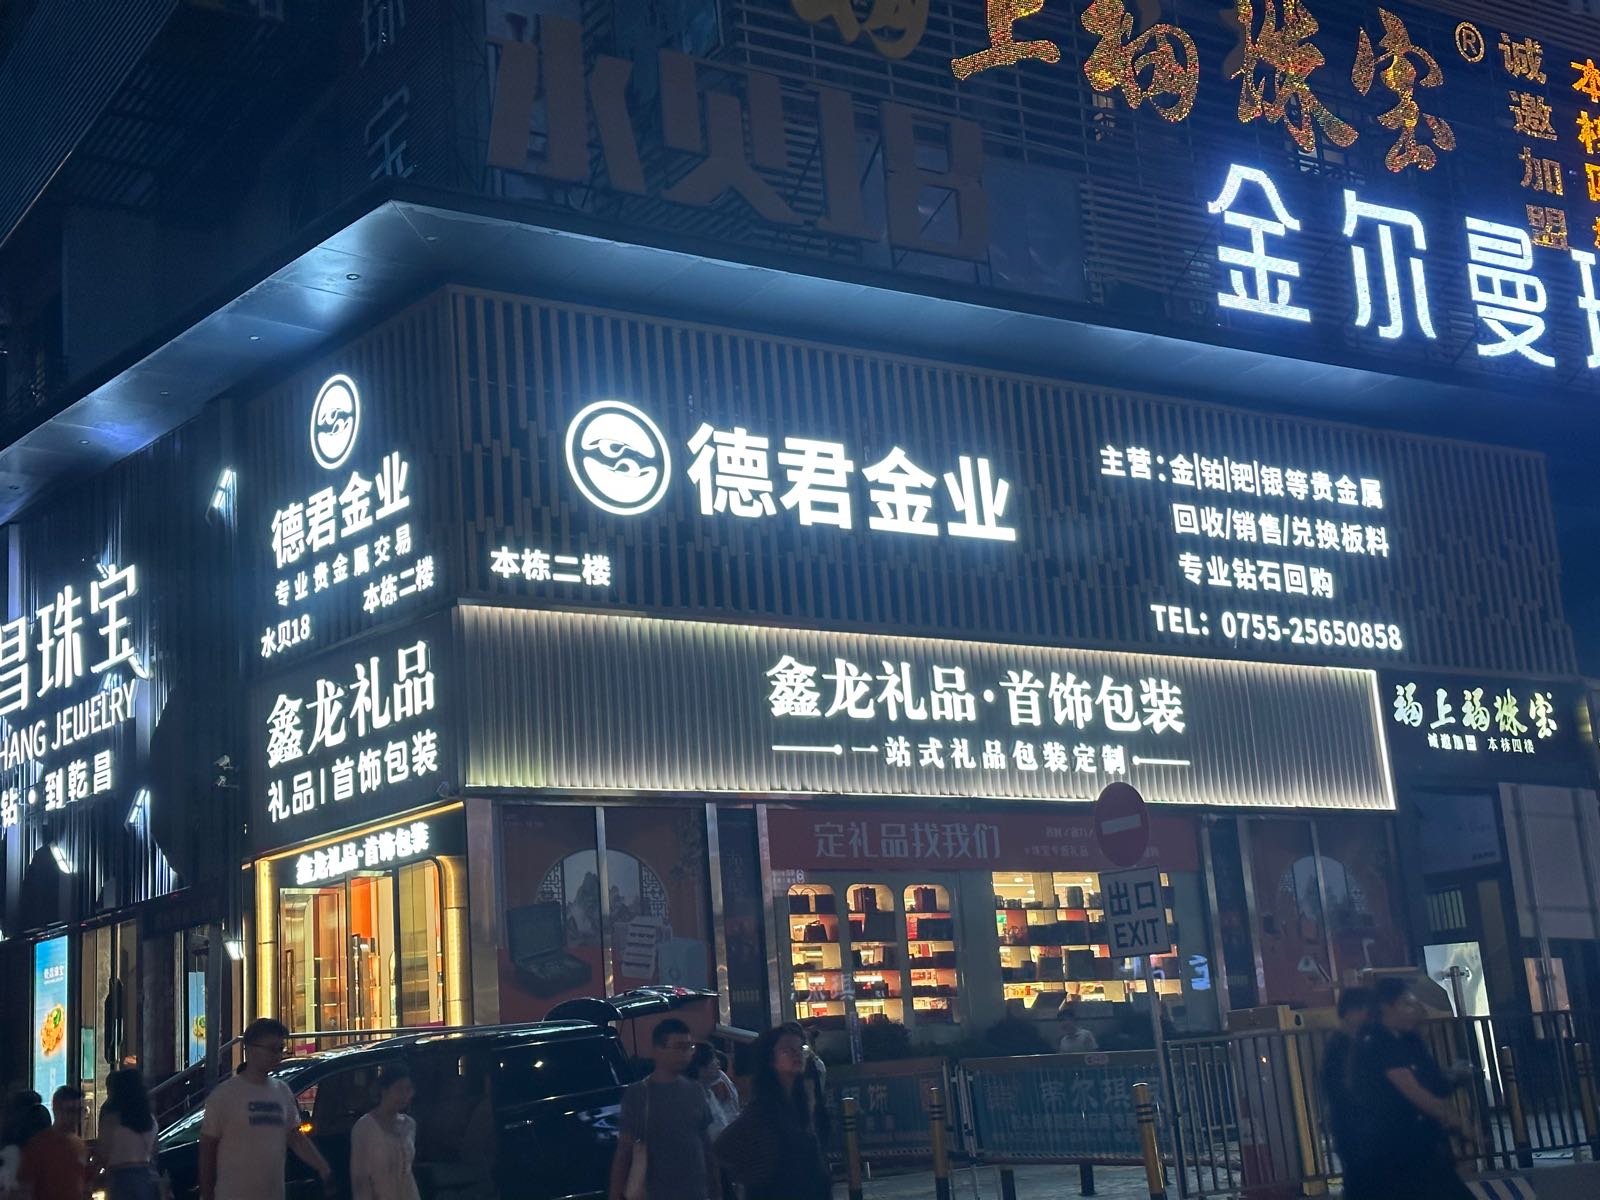 上福珠宝®
诚邀加盟
水贝
金尔曼
德君金业
专业贵金属交易
本栋二楼
水贝18
德君金业
本栋二楼
主营：金|铂|钯|银等贵金属
回收/销售/兑换板料
专业钻石回购
TEL：0755-25650858
昌珠宝
HANG JEWELRY
钻·到乾昌
鑫龙礼品
礼品|首饰包装
鑫龙礼品·首饰包装
一站式礼品包装定制
福上福珠宝
诚邀加盟 本栋四楼
鑫龙礼品·首饰包装
定礼品找我们
出口
EXIT
蒂尔琪